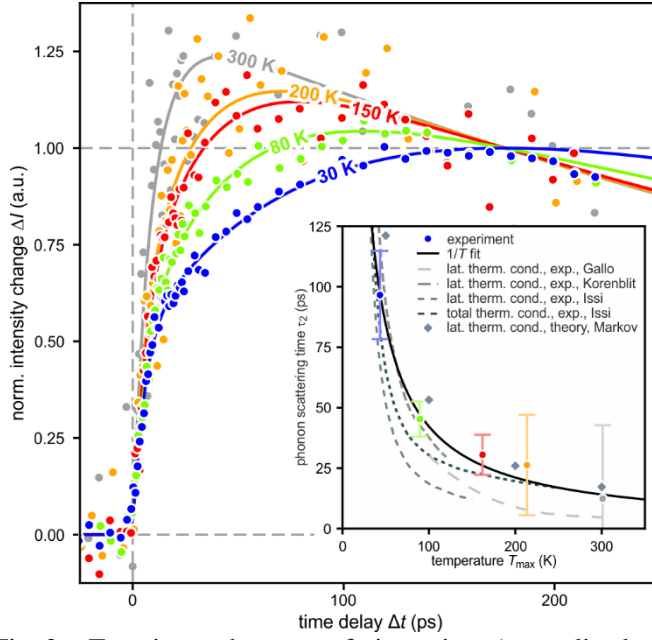 1.25
1.00
0.75
0.50
0.25
0.00
norm. intensity change ΔI (a.u.)
300 K
200 K
150 K
80 K
30 K
0
100
200
time delay Δt (ps)
experiment
1/T fit
lat. therm. cond., exp., Gallo
lat. therm. cond., exp., Korenblit
lat. therm. cond., exp., Issi
total therm. cond., exp., Issi
lat. therm. cond., theory, Markov
125
100
75
50
25
0
phonon scattering time τ2 (ps)
0
100
200
300
temperature Tmax (K)